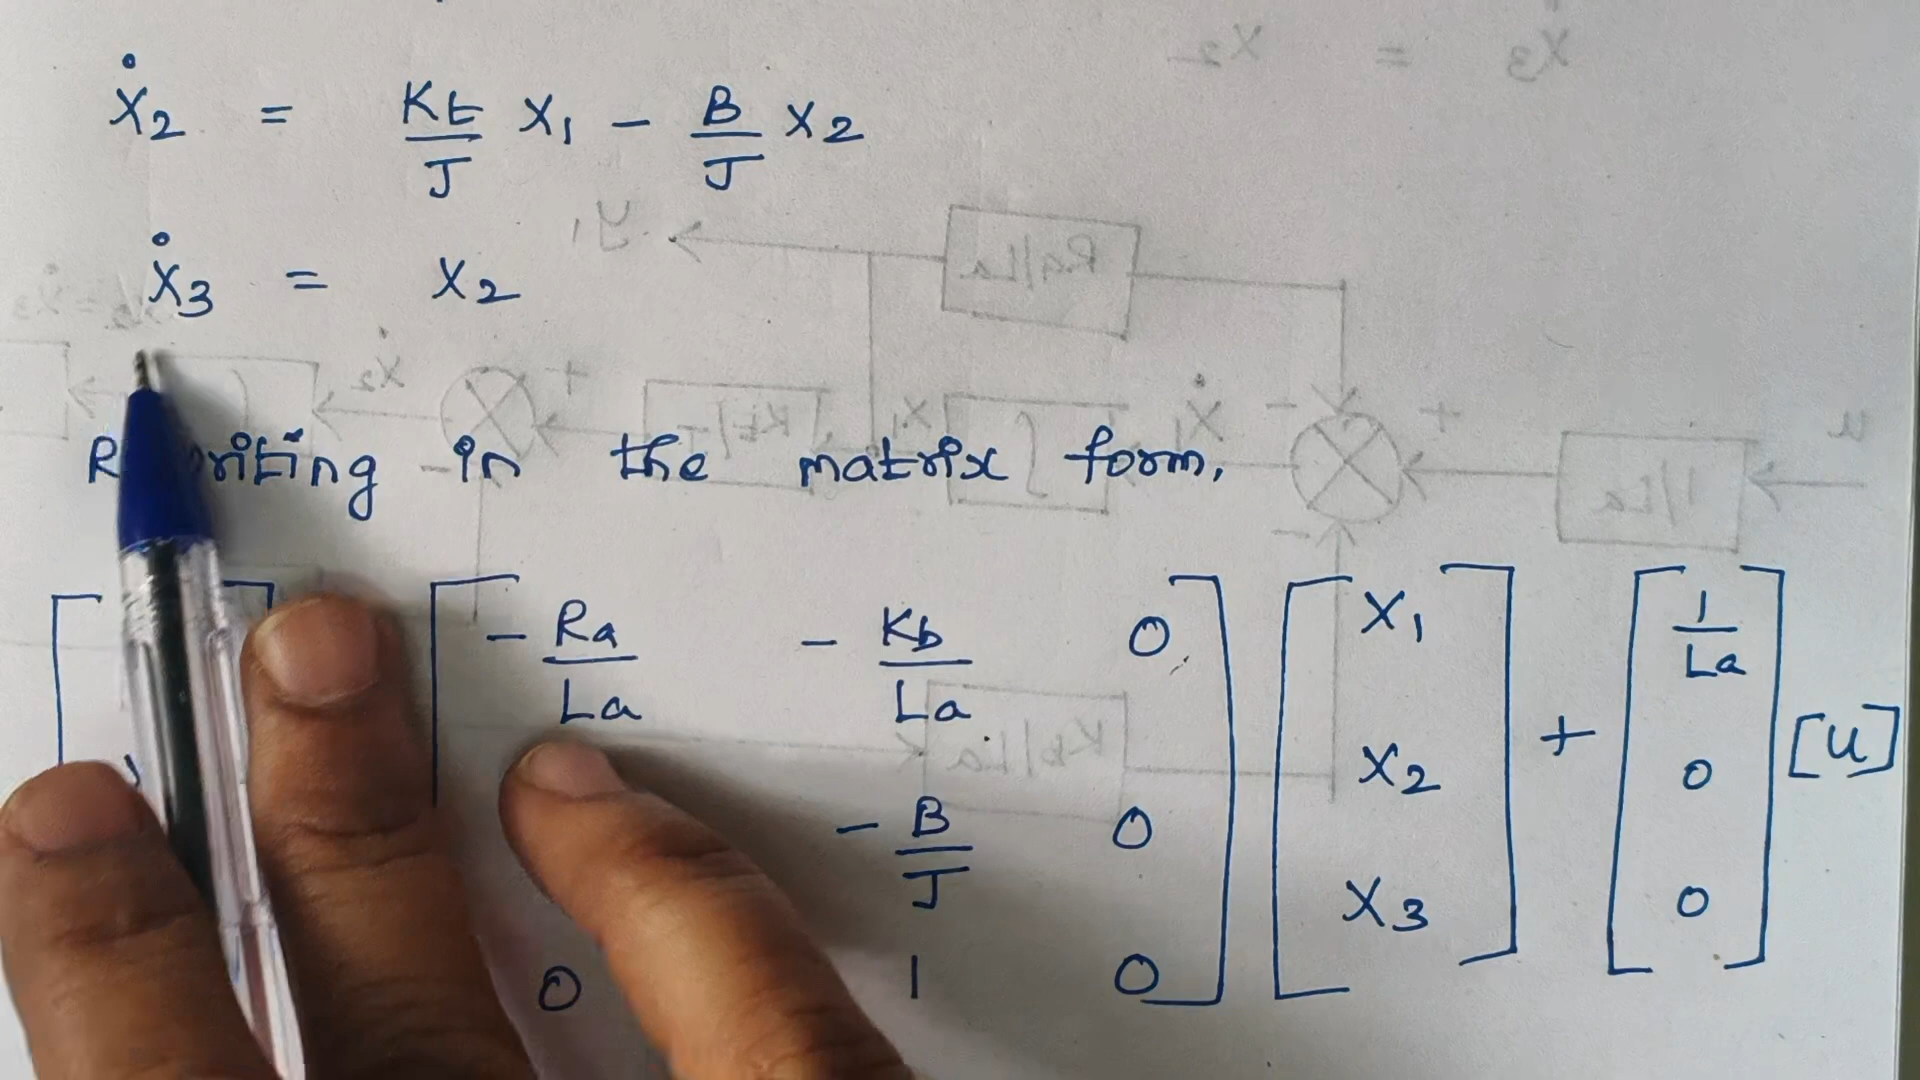 Ẋ2 = Kt/J X1 - B/J X2
Ẋ3 = X2
in the matrix form,
[ -Ra/La -Kb/La 0 ] [ X1 ] + [ 1/La ] [u]
-B/J 0 X2 0
0 1 0 X3 0